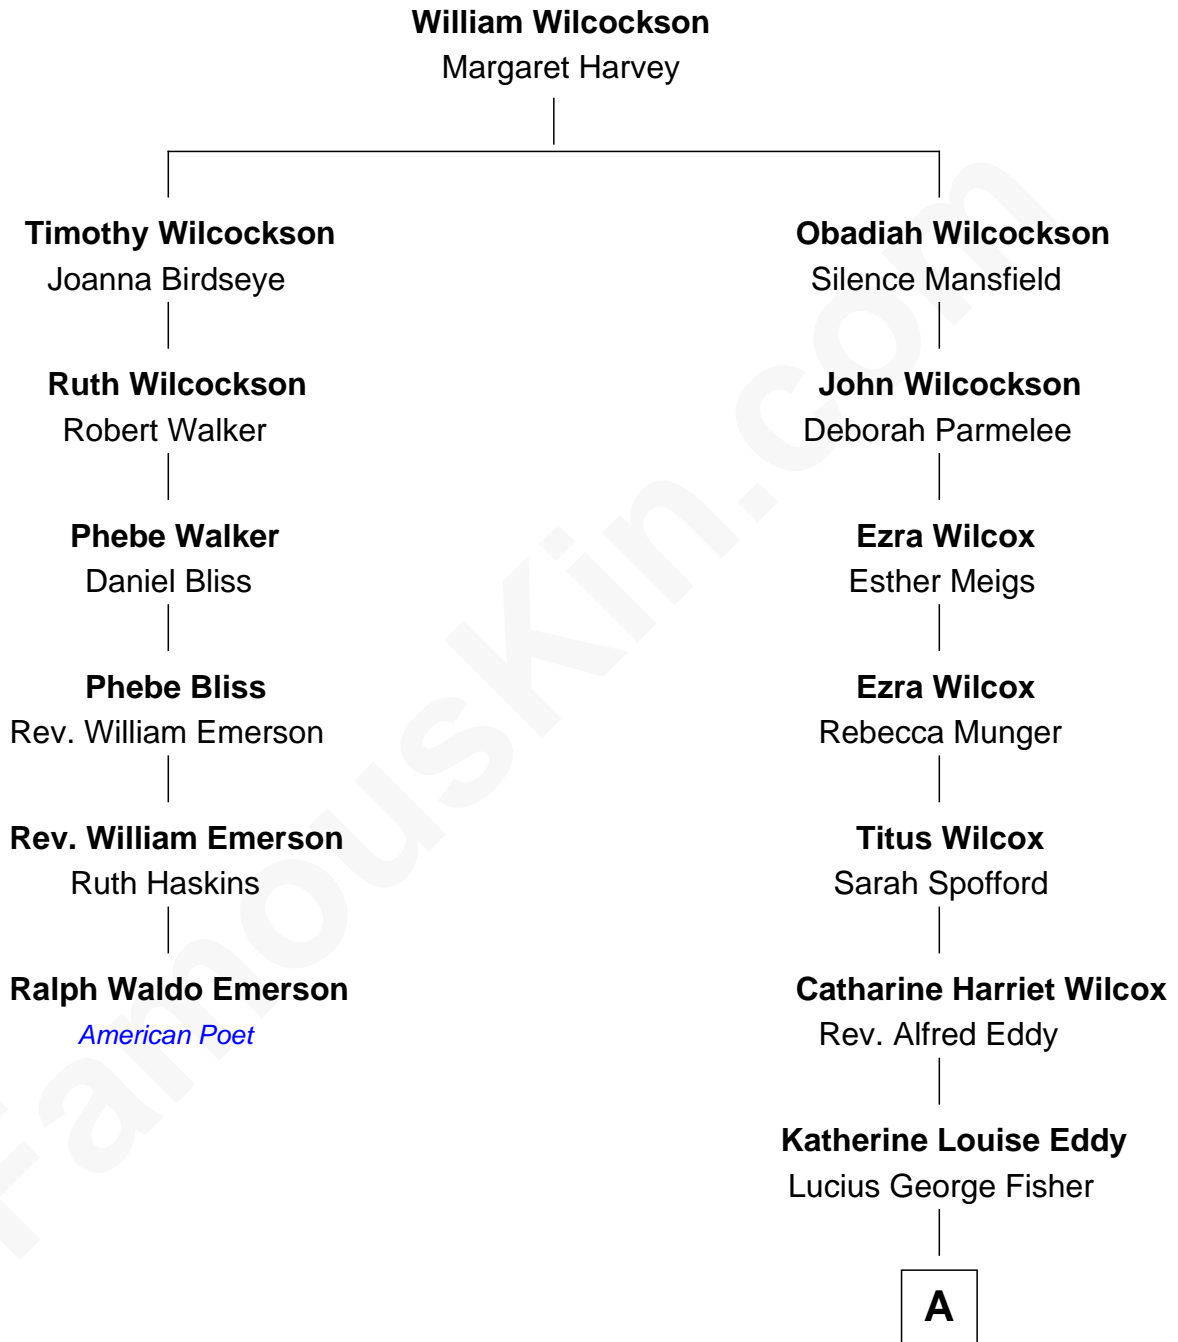 William Wilcockson
Margaret Harvey
Timothy Wilcockson
Joanna Birdseye
Ruth Wilcockson
Robert Walker
Phebe Walker
Daniel Bliss
Phebe Bliss
Rev. William Emerson
Rev. William Emerson
Ruth Haskins
Ralph Waldo Emerson
American Poet
Obadiah Wilcockson
Silence Mansfield
John Wilcockson
Deborah Parmelee
Ezra Wilcox
Esther Meigs
Ezra Wilcox
Rebecca Munger
Titus Wilcox
Sarah Spofford
Catharine Harriet Wilcox
Rev. Alfred Eddy
Katherine Louise Eddy
Lucius George Fisher
A
FamousKin.com